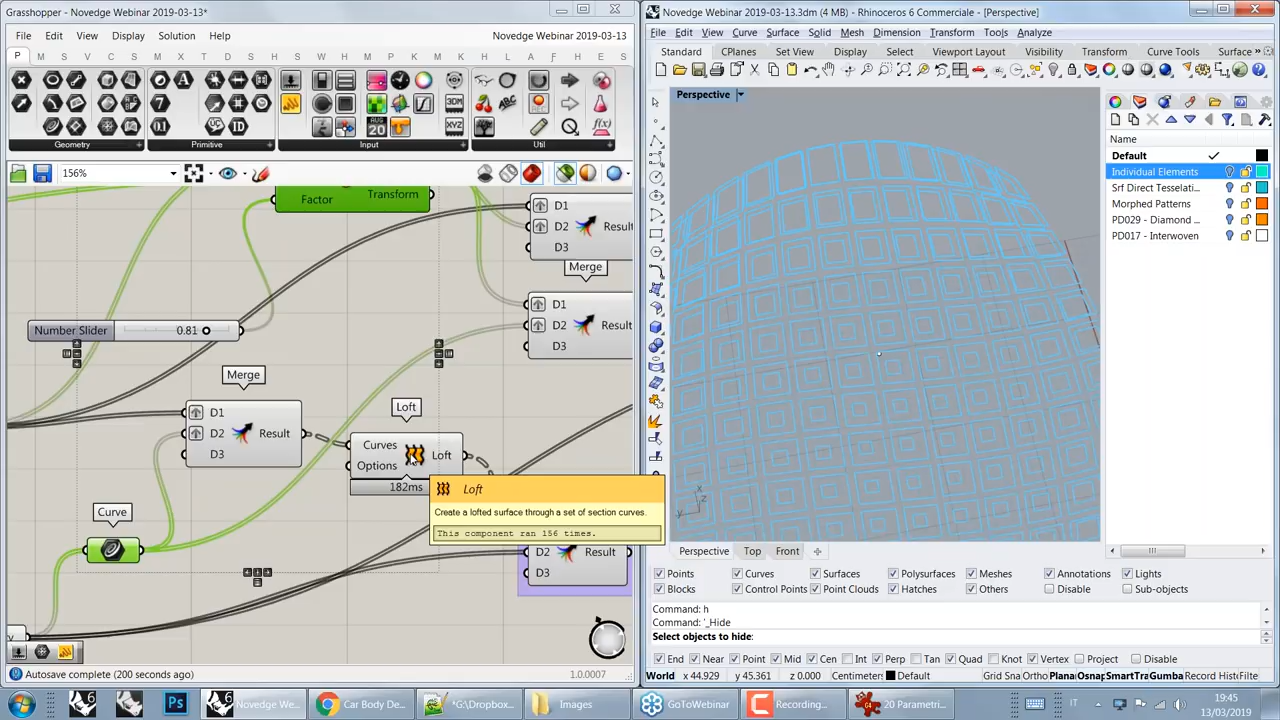 Grasshopper - Novedge Webinar 2019-03-13*
File Edit View Display Solution Help
Novedge Webinar 2019-03-13
Geometry Primitive Input Util
156%
Factor
Transform
D1
D2 Result
D3
Merge
D1
D2 Result
D3
Number Slider 0.81
Merge
D1
D2 Result
D3
Loft
Curves
Options
Loft
182ms
Loft
Create a lofted surface through a set of section curves.
This component ran 156 times.
Curve
D2 Result
D3
Autosave complete (200 seconds ago)
1.0.0007
Novedge Webinar 2019-03-13.3dm (4 MB) - Rhinoceros 6 Commerciale - [Perspective]
File Edit View Curve Surface Solid Mesh Dimension Transform Tools Analyze
Standard CPlanes Set View Display Select Viewport Layout Visibility Transform Curve Tools Surface
Perspective
Name
Default
Individual Elements
Srf Direct Tesselati...
Morphed Patterns
PD029 - Diamond ...
PD017 - Interwoven
Perspective Top Front
Points Curves Surfaces Polysurfaces Meshes Annotations Lights
Blocks Control Points Point Clouds Hatches Others Disable Sub-objects
Command: h
Command: '_Hide
Select objects to hide:
End Near Point Mid Cen Int Perp Tan Quad Knot Vertex Project Disable
World x 44.929 y 45.361 z 0.000 Centimeters Default Grid Sna Ortho Plana Osnap SmartTra Gumba Record Histo Filte
Novedge We...
Car Body De...
*G:\Dropbox...
Images
GoToWebinar
Recording...
20 Parametri...
IT
19:45
13/03/2019